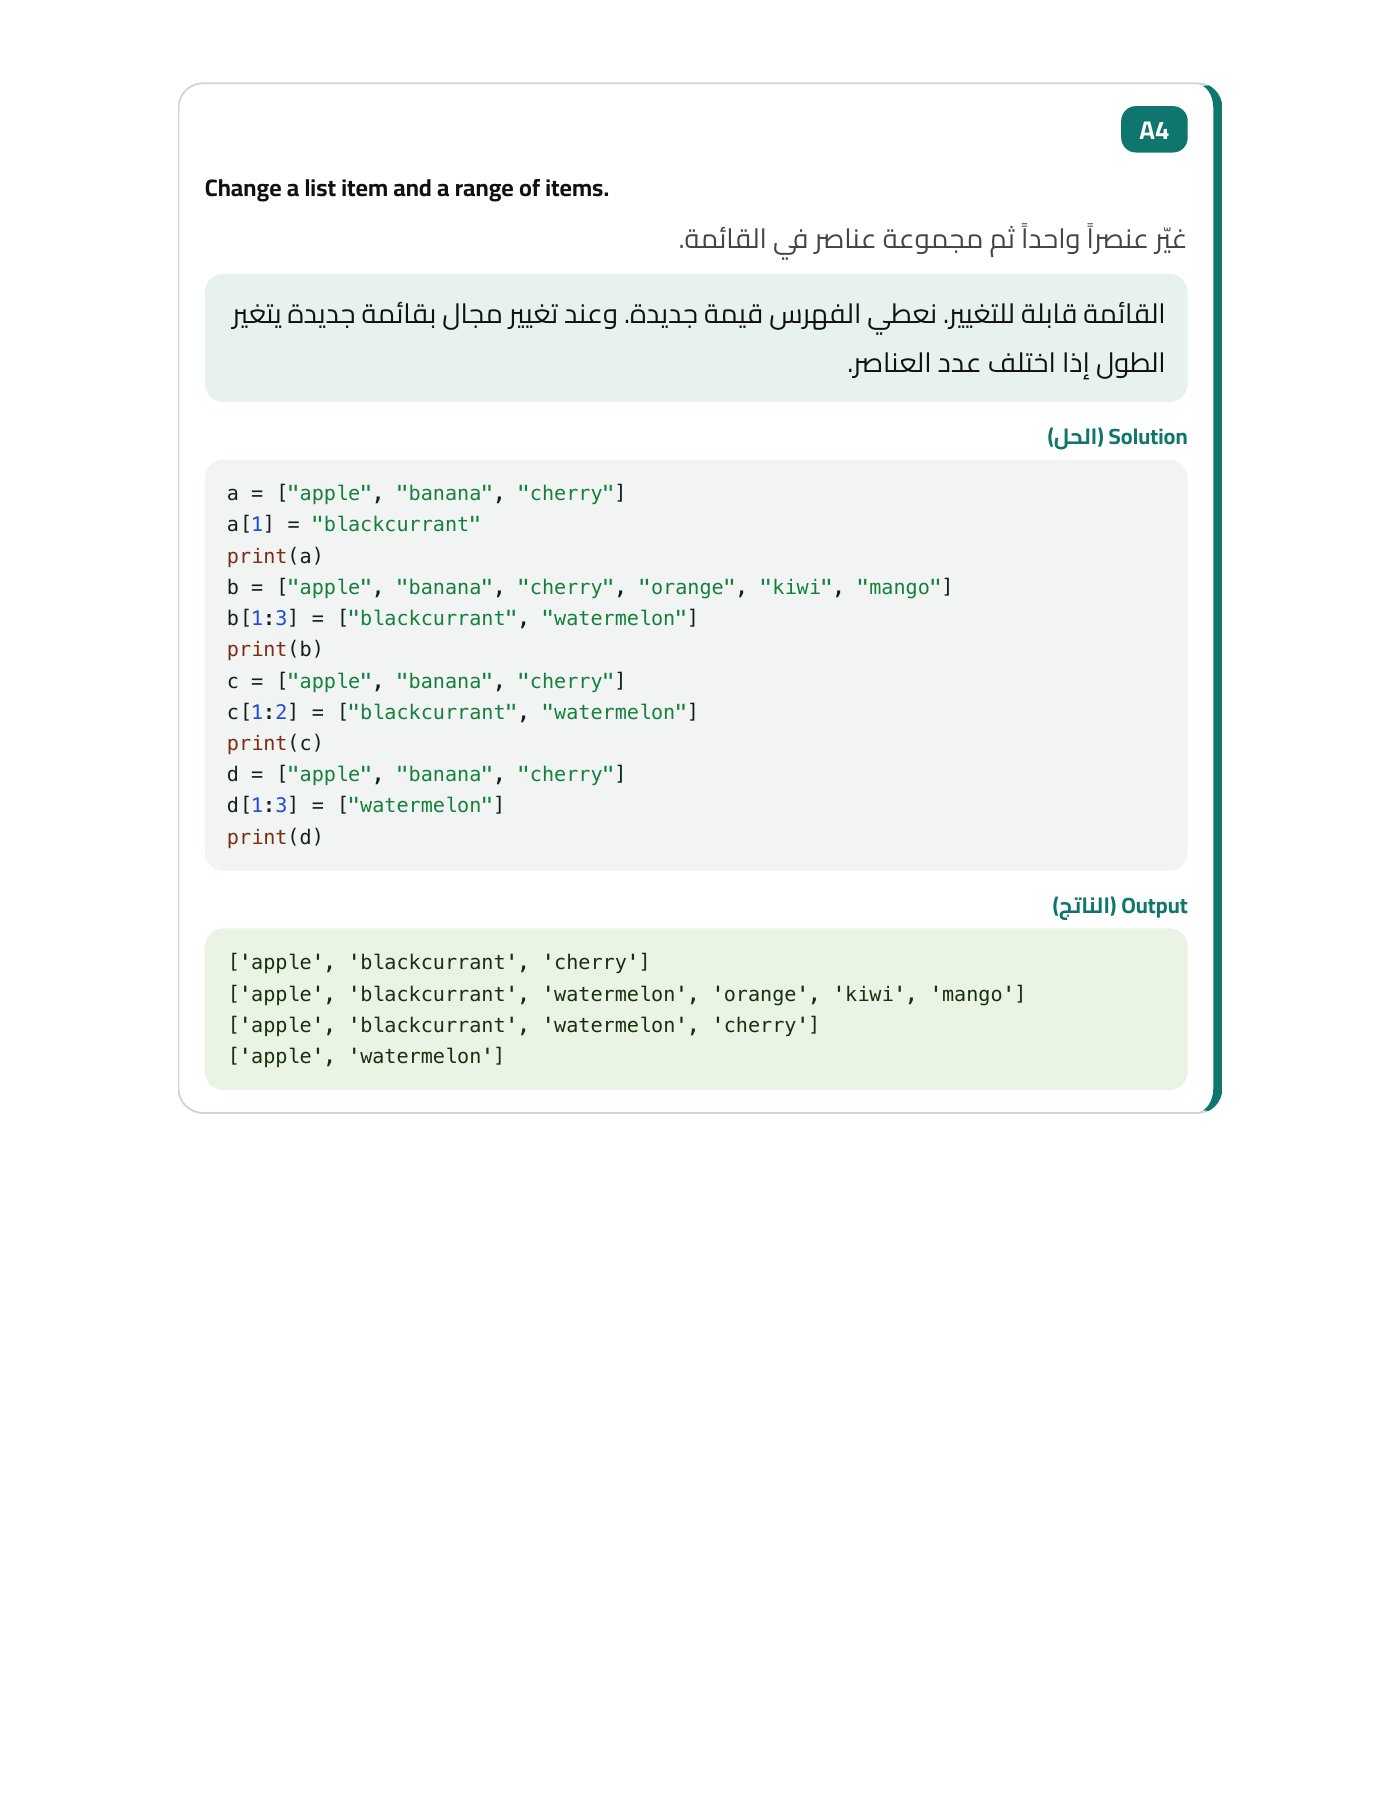 A4
Change a list item and a range of items.
غيّر عنصراً واحداً ثم مجموعة عناصر في القائمة.
القائمة قابلة للتغيير. نعطي الفهرس قيمة جديدة. وعند تغيير مجال بقائمة جديدة يتغير
الطول إذا اختلف عدد العناصر.
Solution (الحل)
a = ["apple", "banana", "cherry"]
a[1] = "blackcurrant"
print(a)
b = ["apple", "banana", "cherry", "orange", "kiwi", "mango"]
b[1:3] = ["blackcurrant", "watermelon"]
print(b)
c = ["apple", "banana", "cherry"]
c[1:2] = ["blackcurrant", "watermelon"]
print(c)
d = ["apple", "banana", "cherry"]
d[1:3] = ["watermelon"]
print(d)
Output (الناتج)
['apple', 'blackcurrant', 'cherry']
['apple', 'blackcurrant', 'watermelon', 'orange', 'kiwi', 'mango']
['apple', 'blackcurrant', 'watermelon', 'cherry']
['apple', 'watermelon']